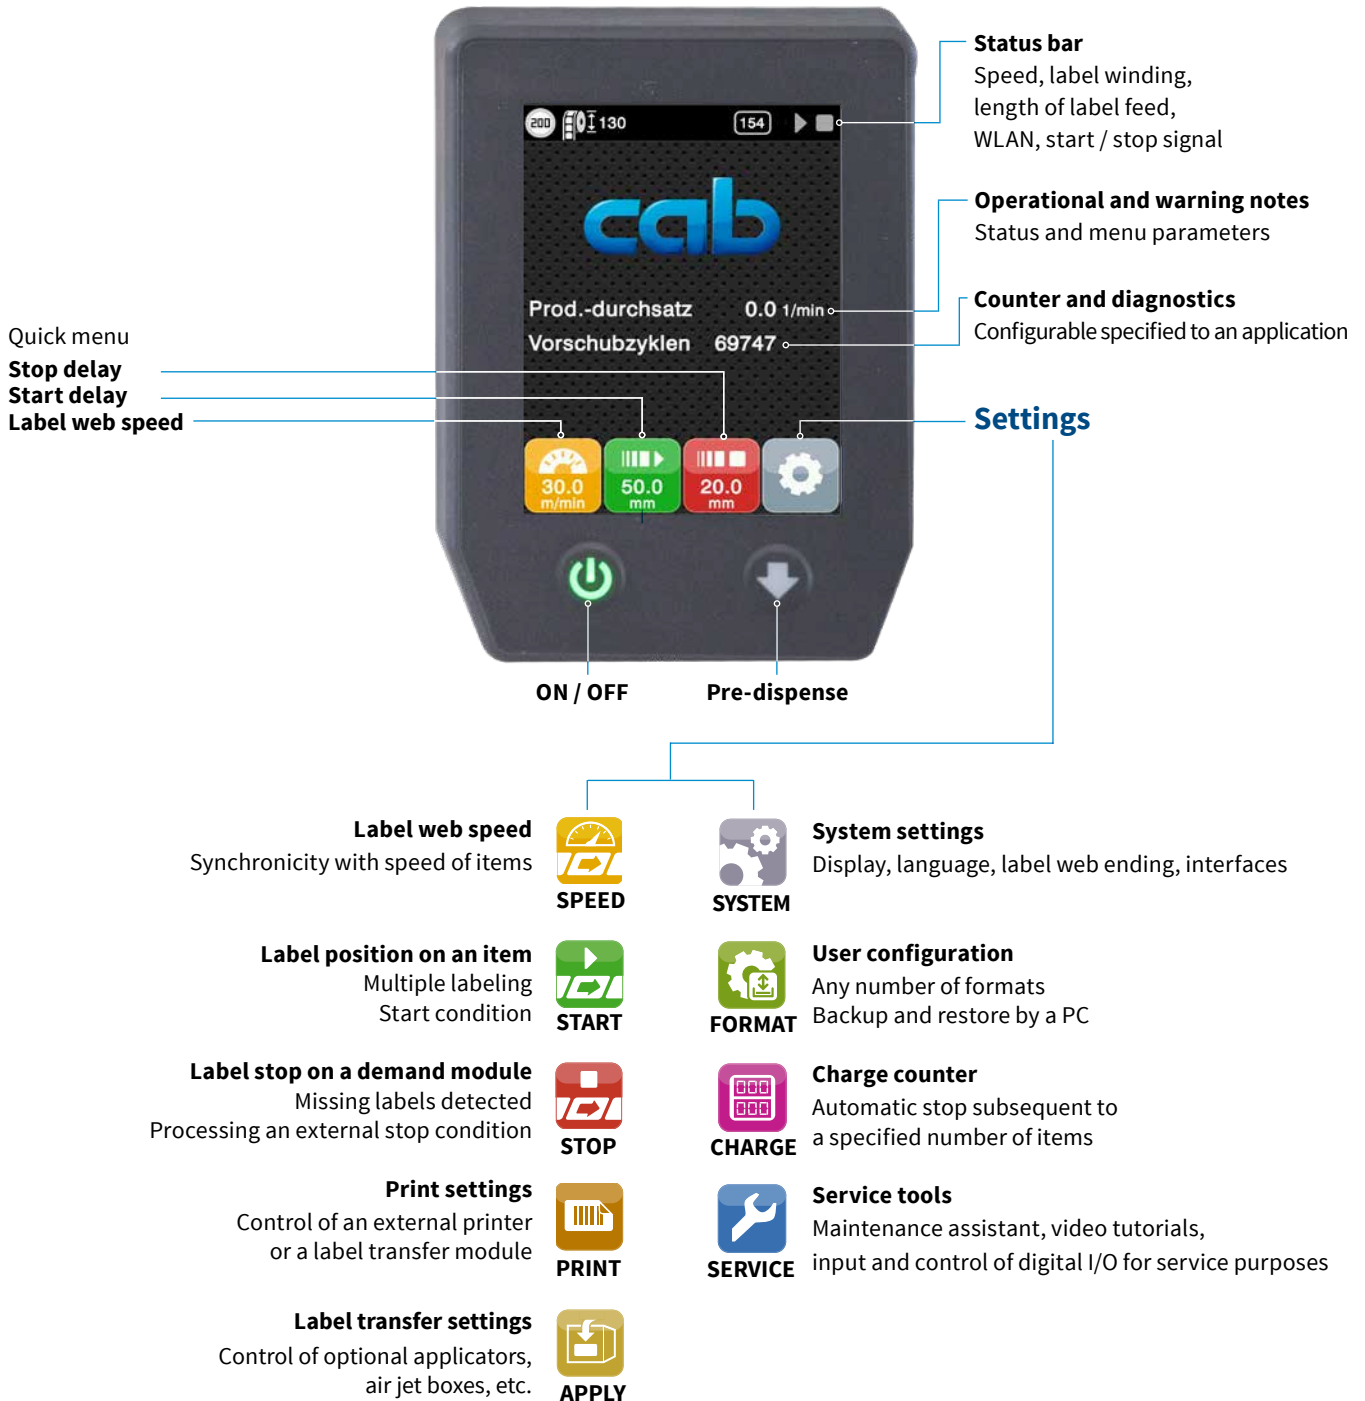 Status bar
Speed, label winding,
length of label feed,
WLAN, start / stop signal
200 130 154
cab
Operational and warning notes
Status and menu parameters
Prod.-durchsatz 0.0 1/min
Counter and diagnostics
Configurable specified to an application
Vorschubzyklen 69747
Quick menu
Stop delay
Start delay
Label web speed
Settings
30.0
m/min
50.0
mm
20.0
mm
ON / OFF
Pre-dispense
Label web speed
Synchronicity with speed of items
SPEED
System settings
Display, language, label web ending, interfaces
SYSTEM
Label position on an item
Multiple labeling
Start condition
START
User configuration
Any number of formats
Backup and restore by a PC
FORMAT
Label stop on a demand module
Missing labels detected
Processing an external stop condition
STOP
Charge counter
Automatic stop subsequent to
a specified number of items
000
000
CHARGE
Print settings
Control of an external printer
or a label transfer module
PRINT
Service tools
Maintenance assistant, video tutorials,
input and control of digital I/O for service purposes
SERVICE
Label transfer settings
Control of optional applicators,
air jet boxes, etc.
APPLY